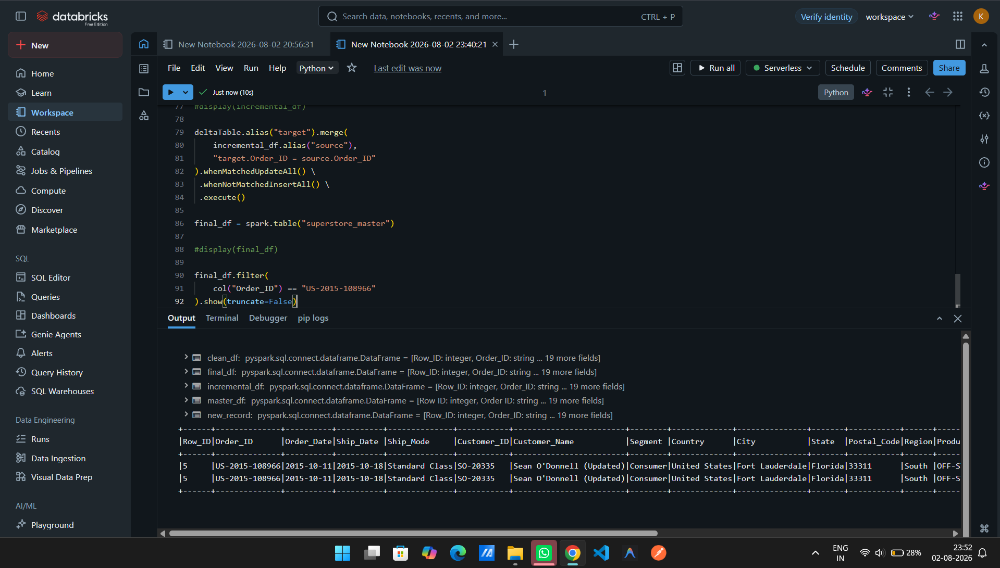 databricks
Free Edition
Search data, notebooks, recents, and more...
CTRL + P
Verify identity
workspace
K
New
New Notebook 2026-08-02 20:56:31
New Notebook 2026-08-02 23:40:21
File
Edit
View
Run
Help
Python
Last edit was now
Run all
Serverless
Schedule
Comments
Share
Just now (10s)
1
Python
Home
Learn
Workspace
Recents
Catalog
Jobs & Pipelines
Compute
Discover
Marketplace
SQL
SQL Editor
Queries
Dashboards
Genie Agents
Alerts
Query History
SQL Warehouses
Data Engineering
Runs
Data Ingestion
Visual Data Prep
AI/ML
Playground
77 #display(incremental_df)
78
79 deltaTable.alias("target").merge(
80 incremental_df.alias("source"),
81 "target.Order_ID = source.Order_ID"
82 ).whenMatchedUpdateAll() \
83 .whenNotMatchedInsertAll() \
84 .execute()
85
86 final_df = spark.table("superstore_master")
87
88 #display(final_df)
89
90 final_df.filter(
91 col("Order_ID") == "US-2015-108966"
92 ).show(truncate=False)
Output
Terminal
Debugger
pip logs
clean_df: pyspark.sql.connect.dataframe.DataFrame = [Row_ID: integer, Order_ID: string ... 19 more fields]
final_df: pyspark.sql.connect.dataframe.DataFrame = [Row_ID: integer, Order_ID: string ... 19 more fields]
incremental_df: pyspark.sql.connect.dataframe.DataFrame = [Row_ID: integer, Order_ID: string ... 19 more fields]
master_df: pyspark.sql.connect.dataframe.DataFrame = [Row ID: integer, Order ID: string ... 19 more fields]
new_record: pyspark.sql.connect.dataframe.DataFrame = [Row_ID: integer, Order_ID: string ... 19 more fields]
+------+--------------+----------+----------+--------------+-----------+------------------------+--------+-------------+---------------+-------+-----------+------+-----
|Row_ID|Order_ID      |Order_Date|Ship_Date |Ship_Mode     |Customer_ID|Customer_Name           |Segment |Country      |City           |State  |Postal_Code|Region|Produ
+------+--------------+----------+----------+--------------+-----------+------------------------+--------+-------------+---------------+-------+-----------+------+-----
|5     |US-2015-108966|2015-10-11|2015-10-18|Standard Class|SO-20335   |Sean O'Donnell (Updated)|Consumer|United States|Fort Lauderdale|Florida|33311      |South |OFF-S
|5     |US-2015-108966|2015-10-11|2015-10-18|Standard Class|SO-20335   |Sean O'Donnell (Updated)|Consumer|United States|Fort Lauderdale|Florida|33311      |South |OFF-S
+------+--------------+----------+----------+--------------+-----------+------------------------+--------+-------------+---------------+-------+-----------+------+-----
ENG
IN
28%
23:52
02-08-2026